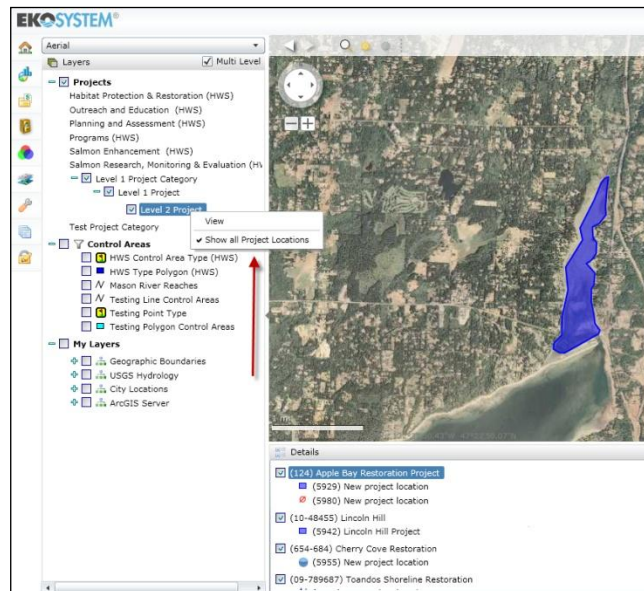 EKOSYSTEM®
Aerial
Layers Multi Level
Projects
Habitat Protection & Restoration (HWS)
Outreach and Education (HWS)
Planning and Assessment (HWS)
Programs (HWS)
Salmon Enhancement (HWS)
Salmon Research, Monitoring & Evaluation (HW
Level 1 Project Category
Level 1 Project
Level 2 Project
View
Show all Project Locations
Test Project Category
Control Areas
HWS Control Area Type (HWS)
HWS Type Polygon (HWS)
Mason River Reaches
Testing Line Control Areas
Testing Point Type
Testing Polygon Control Areas
My Layers
Geographic Boundaries
USGS Hydrology
City Locations
ArcGIS Server
Details
(124) Apple Bay Restoration Project
(5929) New project location
(5980) New project location
(10-48455) Lincoln Hill
(5942) Lincoln Hill Project
(654-684) Cherry Cove Restoration
(5955) New project location
(09-789687) Toandos Shoreline Restoration